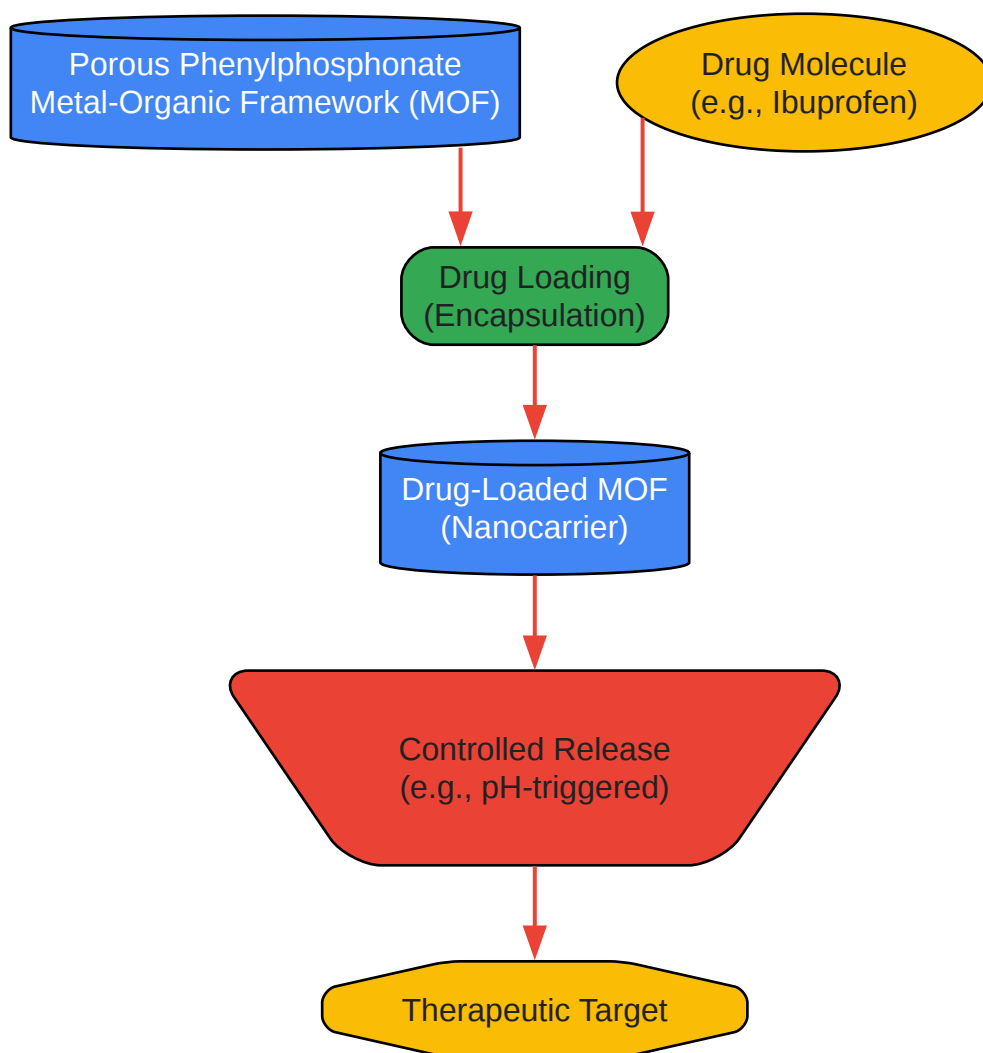 Porous Phenylphosphonate
Metal-Organic Framework (MOF)
Drug Molecule
(e.g., Ibuprofen)
Drug Loading
(Encapsulation)
Drug-Loaded MOF
(Nanocarrier)
Controlled Release
(e.g., pH-triggered)
Therapeutic Target